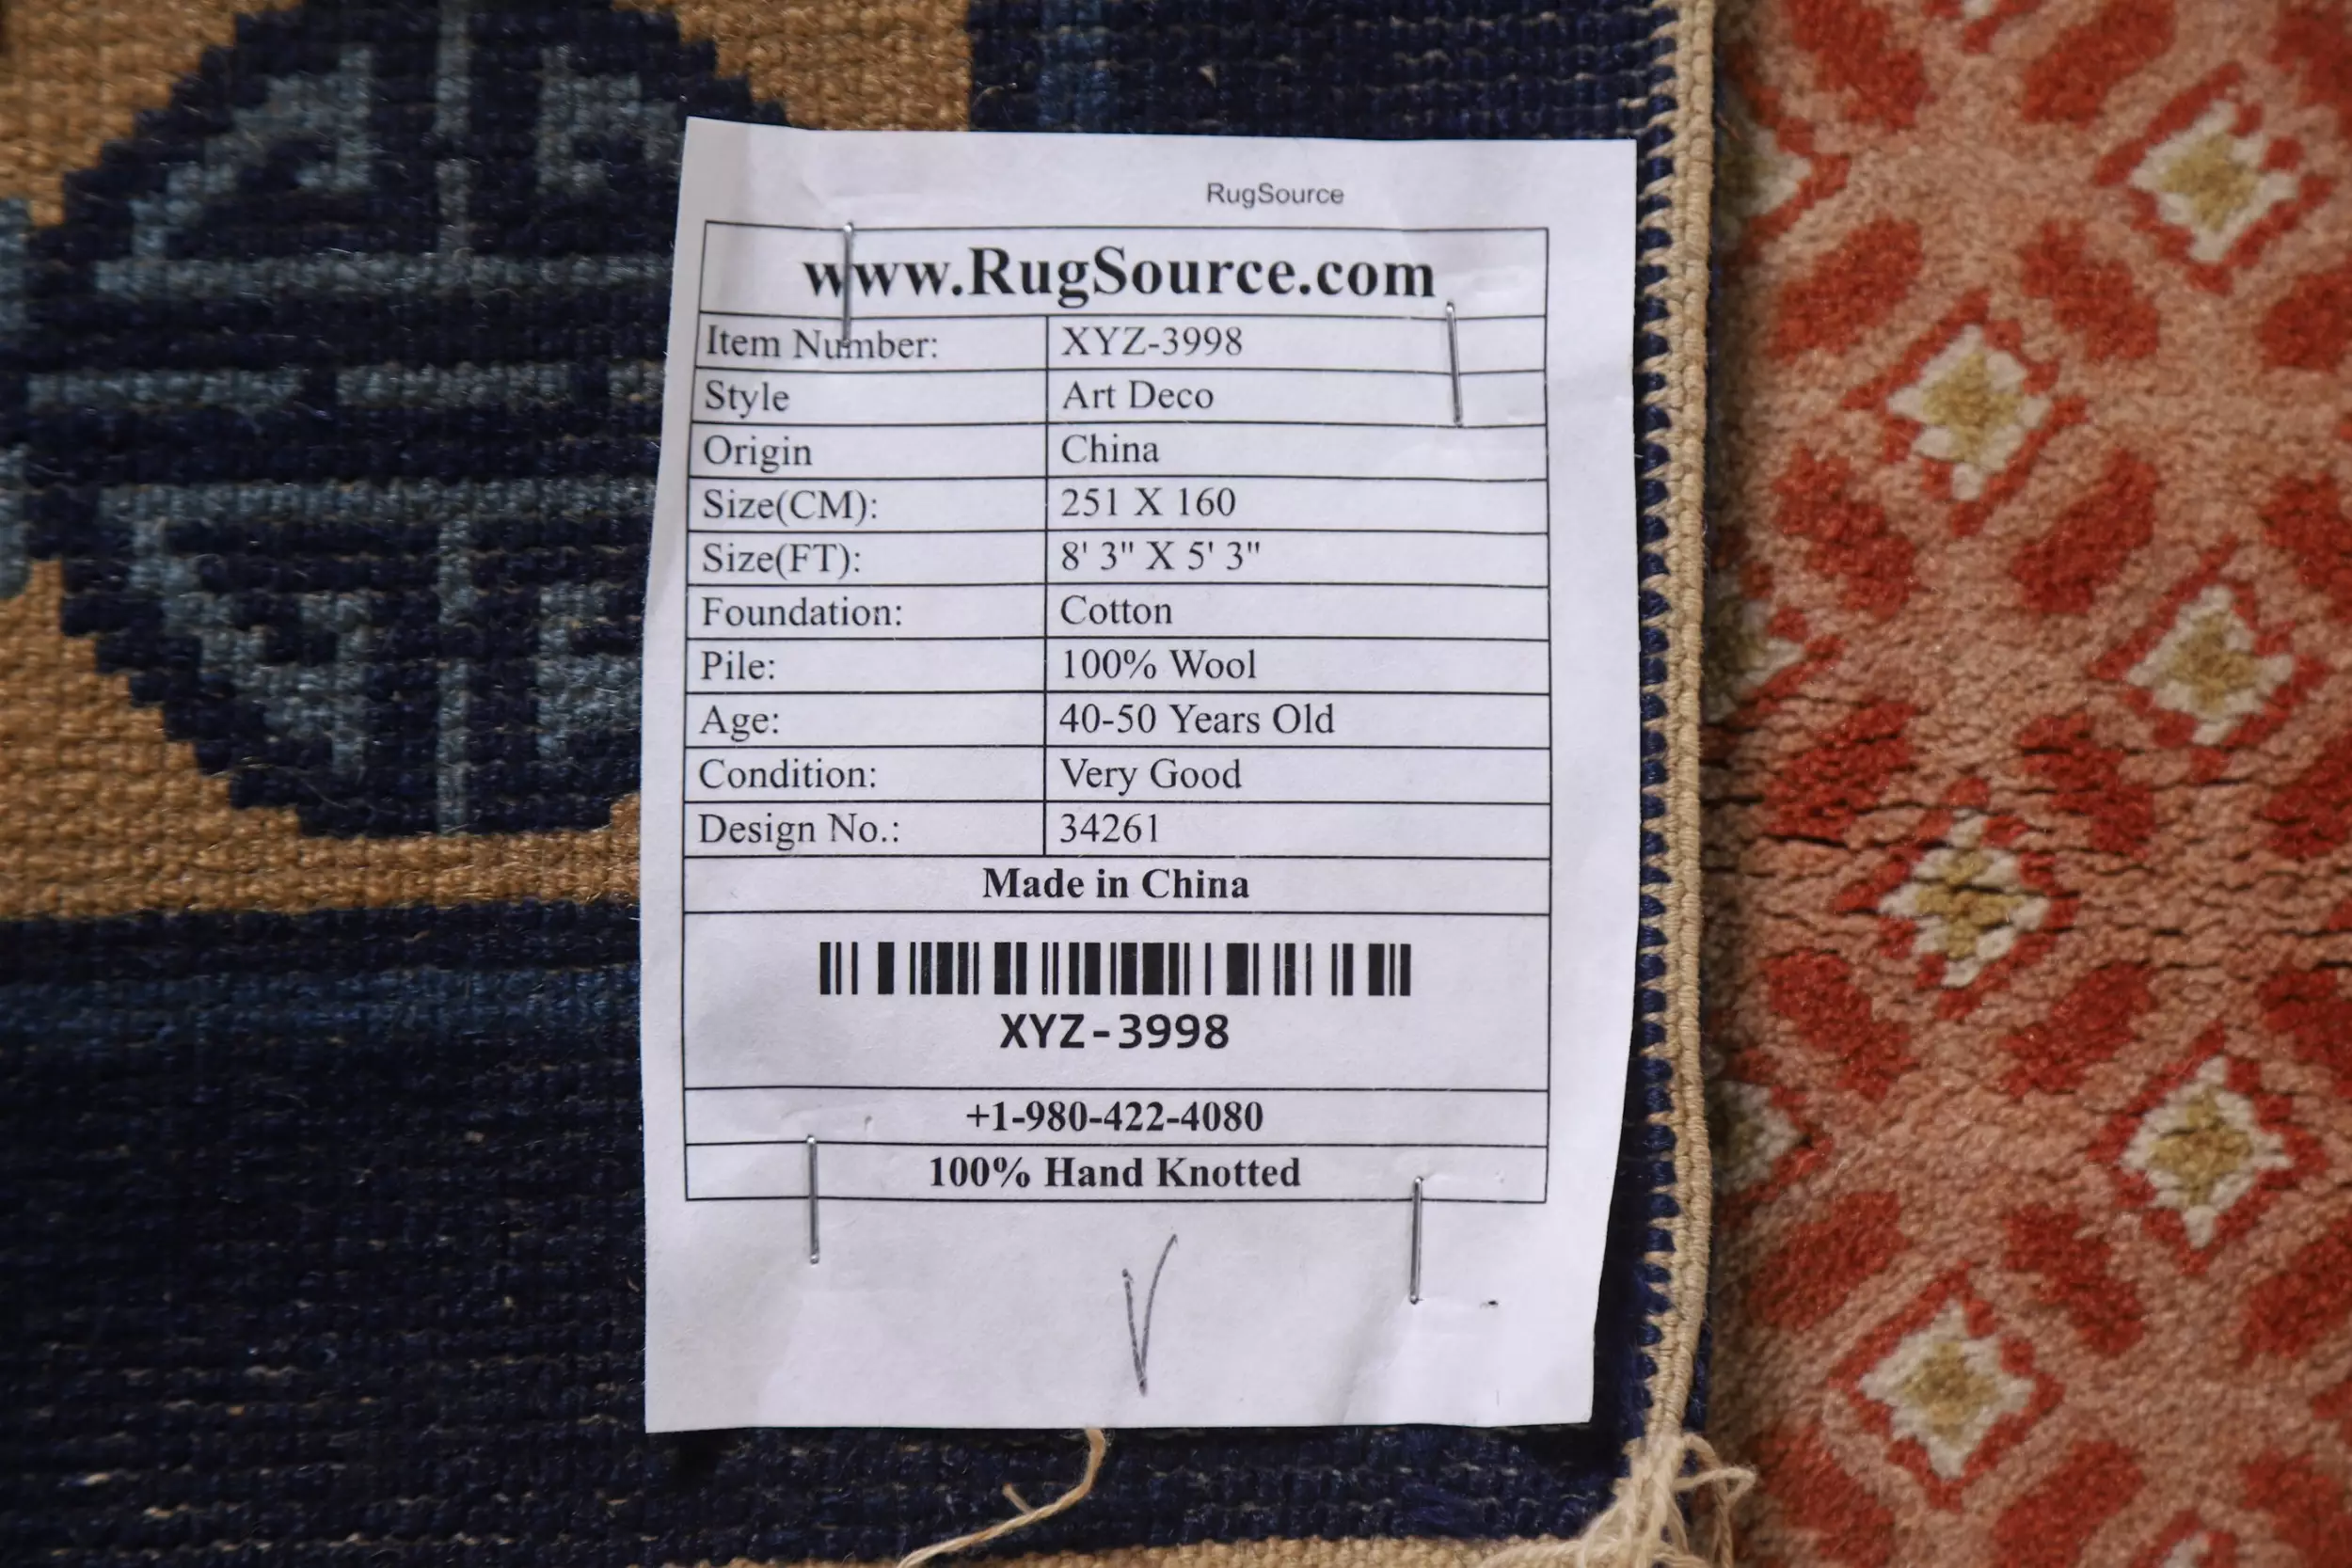 RugSource
www.RugSource.com
Item Number: XYZ-3998
Style Art Deco
Origin China
Size(CM): 251 X 160
Size(FT): 8' 3" X 5' 3"
Foundation: Cotton
Pile: 100% Wool
Age: 40-50 Years Old
Condition: Very Good
Design No.: 34261
Made in China
XYZ-3998
+1-980-422-4080
100% Hand Knotted